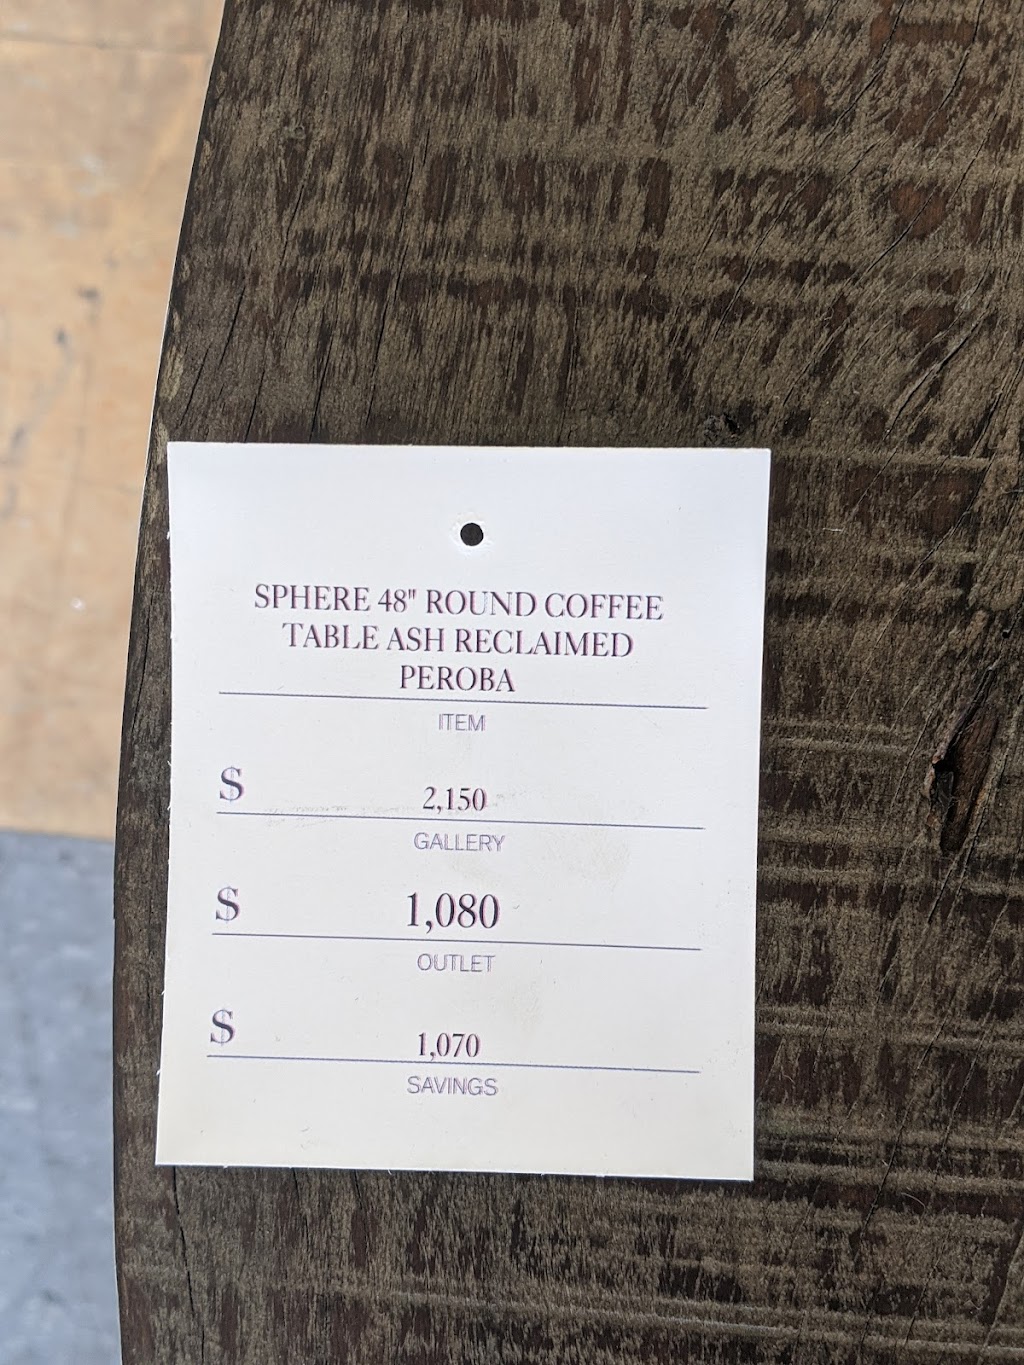 SPHERE 48" ROUND COFFEE
TABLE ASH RECLAIMED
PEROBA
ITEM
$ 2,150
GALLERY
$ 1,080
OUTLET
$ 1,070
SAVINGS